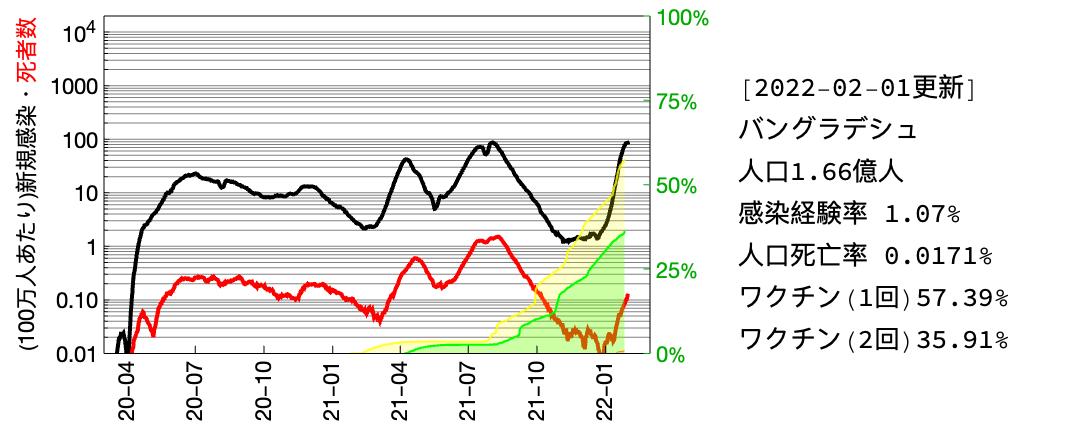 (100万人あたり)新規感染・死者数
10⁴
1000
100
10
1
0.10
0.01
100%
75%
50%
25%
0%
20-04
20-07
20-10
21-01
21-04
21-07
21-10
22-01
[2022-02-01更新]
バングラデシュ
人口1.66億人
感染経験率 1.07%
人口死亡率 0.0171%
ワクチン(1回)57.39%
ワクチン(2回)35.91%